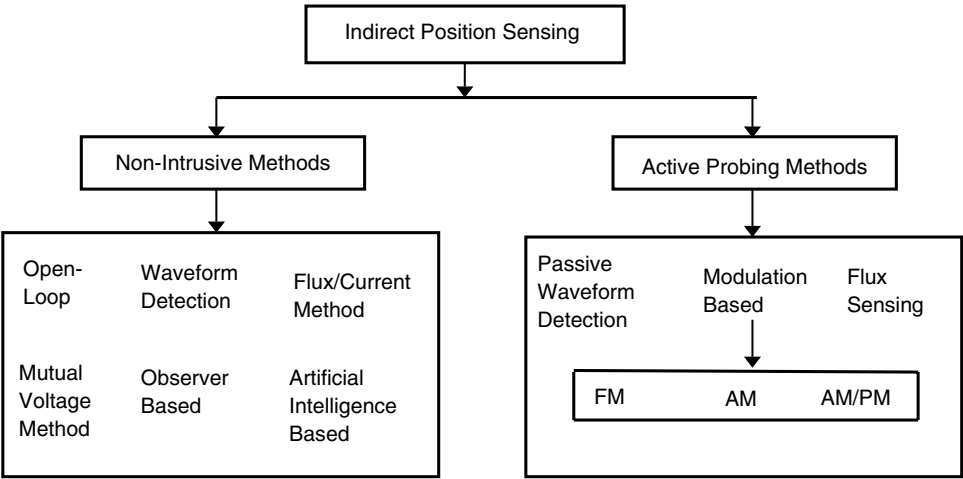 Indirect Position Sensing
Non-Intrusive Methods
Active Probing Methods
Open-
Loop
Waveform
Detection
Flux/Current
Method
Mutual
Voltage
Method
Observer
Based
Artificial
Intelligence
Based
Passive
Waveform
Detection
Modulation
Based
Flux
Sensing
FM
AM
AM/PM